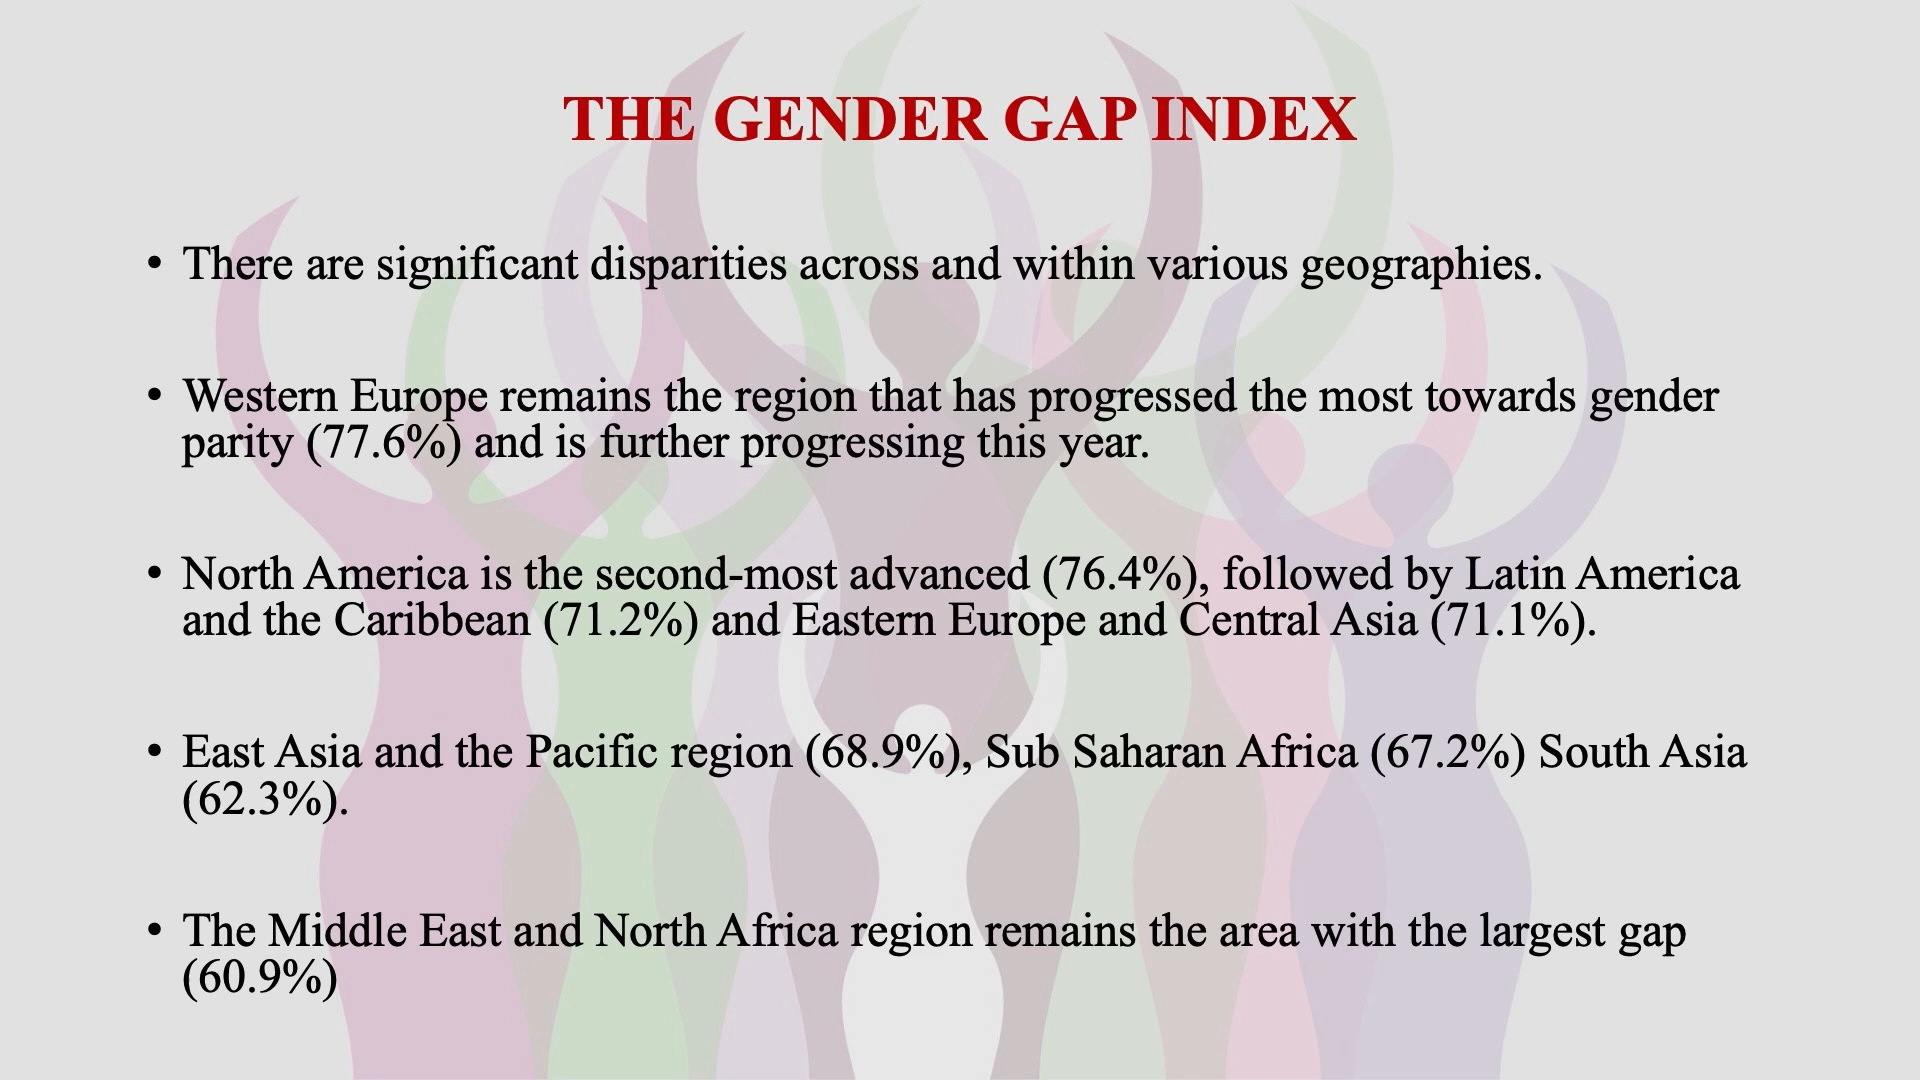 THE GENDER GAP INDEX
• There are significant disparities across and within various geographies.
• Western Europe remains the region that has progressed the most towards gender
parity (77.6%) and is further progressing this year.
• North America is the second-most advanced (76.4%), followed by Latin America
and the Caribbean (71.2%) and Eastern Europe and Central Asia (71.1%).
• East Asia and the Pacific region (68.9%), Sub Saharan Africa (67.2%) South Asia
(62.3%).
• The Middle East and North Africa region remains the area with the largest gap
(60.9%)